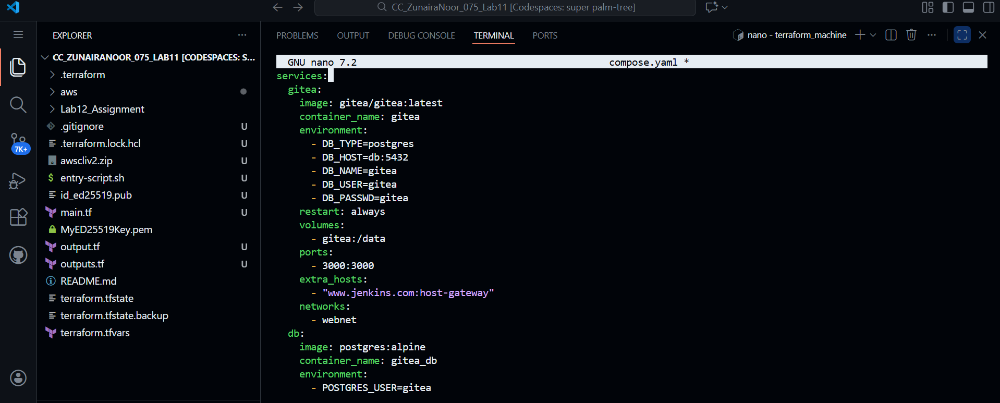 CC_ZunairaNoor_075_Lab11 [Codespaces: super palm-tree]
EXPLORER
CC_ZUNAIRANOOR_075_LAB11 [CODESPACES: S...
.terraform
aws
Lab12_Assignment
.gitignore U
.terraform.lock.hcl U
awscliv2.zip U
entry-script.sh U
id_ed25519.pub U
main.tf U
MyED25519Key.pem
output.tf U
outputs.tf U
README.md
terraform.tfstate
terraform.tfstate.backup
terraform.tfvars
7K+
PROBLEMS OUTPUT DEBUG CONSOLE TERMINAL PORTS
nano - terraform_machine
GNU nano 7.2 compose.yaml *
services:
  gitea:
    image: gitea/gitea:latest
    container_name: gitea
    environment:
      - DB_TYPE=postgres
      - DB_HOST=db:5432
      - DB_NAME=gitea
      - DB_USER=gitea
      - DB_PASSWD=gitea
    restart: always
    volumes:
      - gitea:/data
    ports:
      - 3000:3000
    extra_hosts:
      - "www.jenkins.com:host-gateway"
    networks:
      - webnet
  db:
    image: postgres:alpine
    container_name: gitea_db
    environment:
      - POSTGRES_USER=gitea